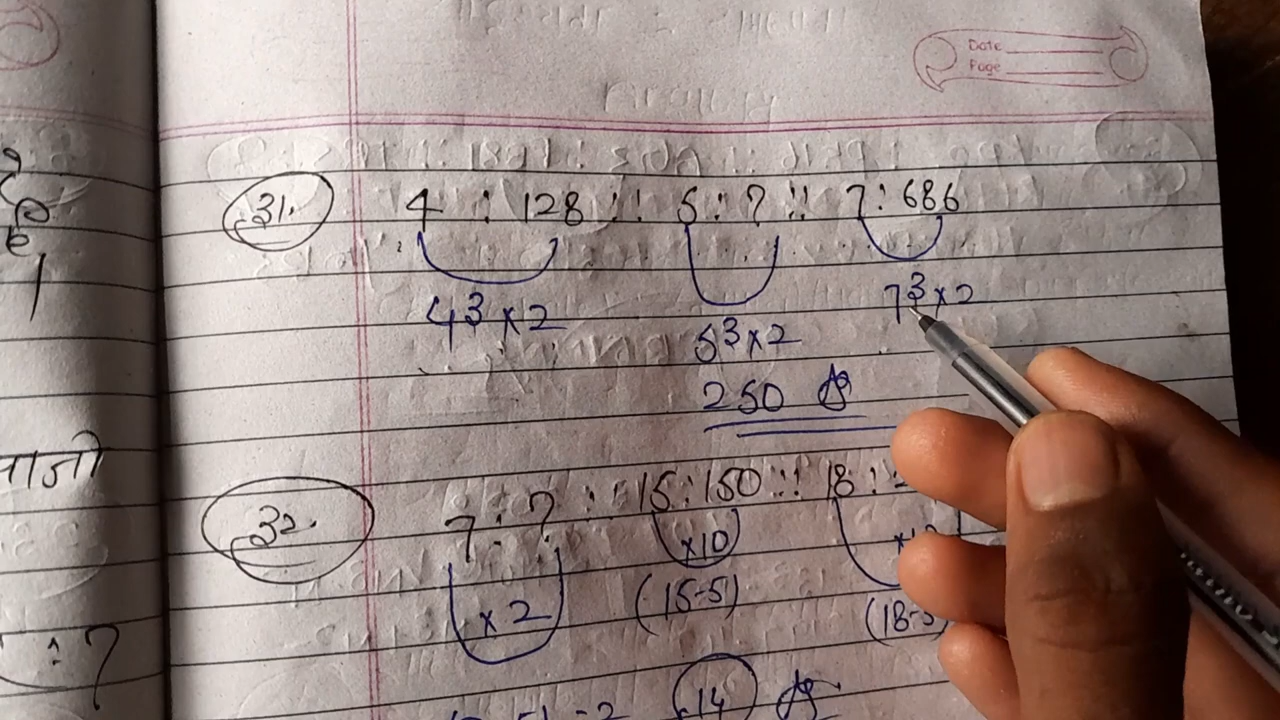 Date
Page
31. 4 : 128 :: 5 : ? :: 7 : 686
4³×2 5³×2 7³×2
250
32. 7 : ? :: 15 : 150 :: 18 :
×2 ×10
(15-5) (18-5)
14
: ?